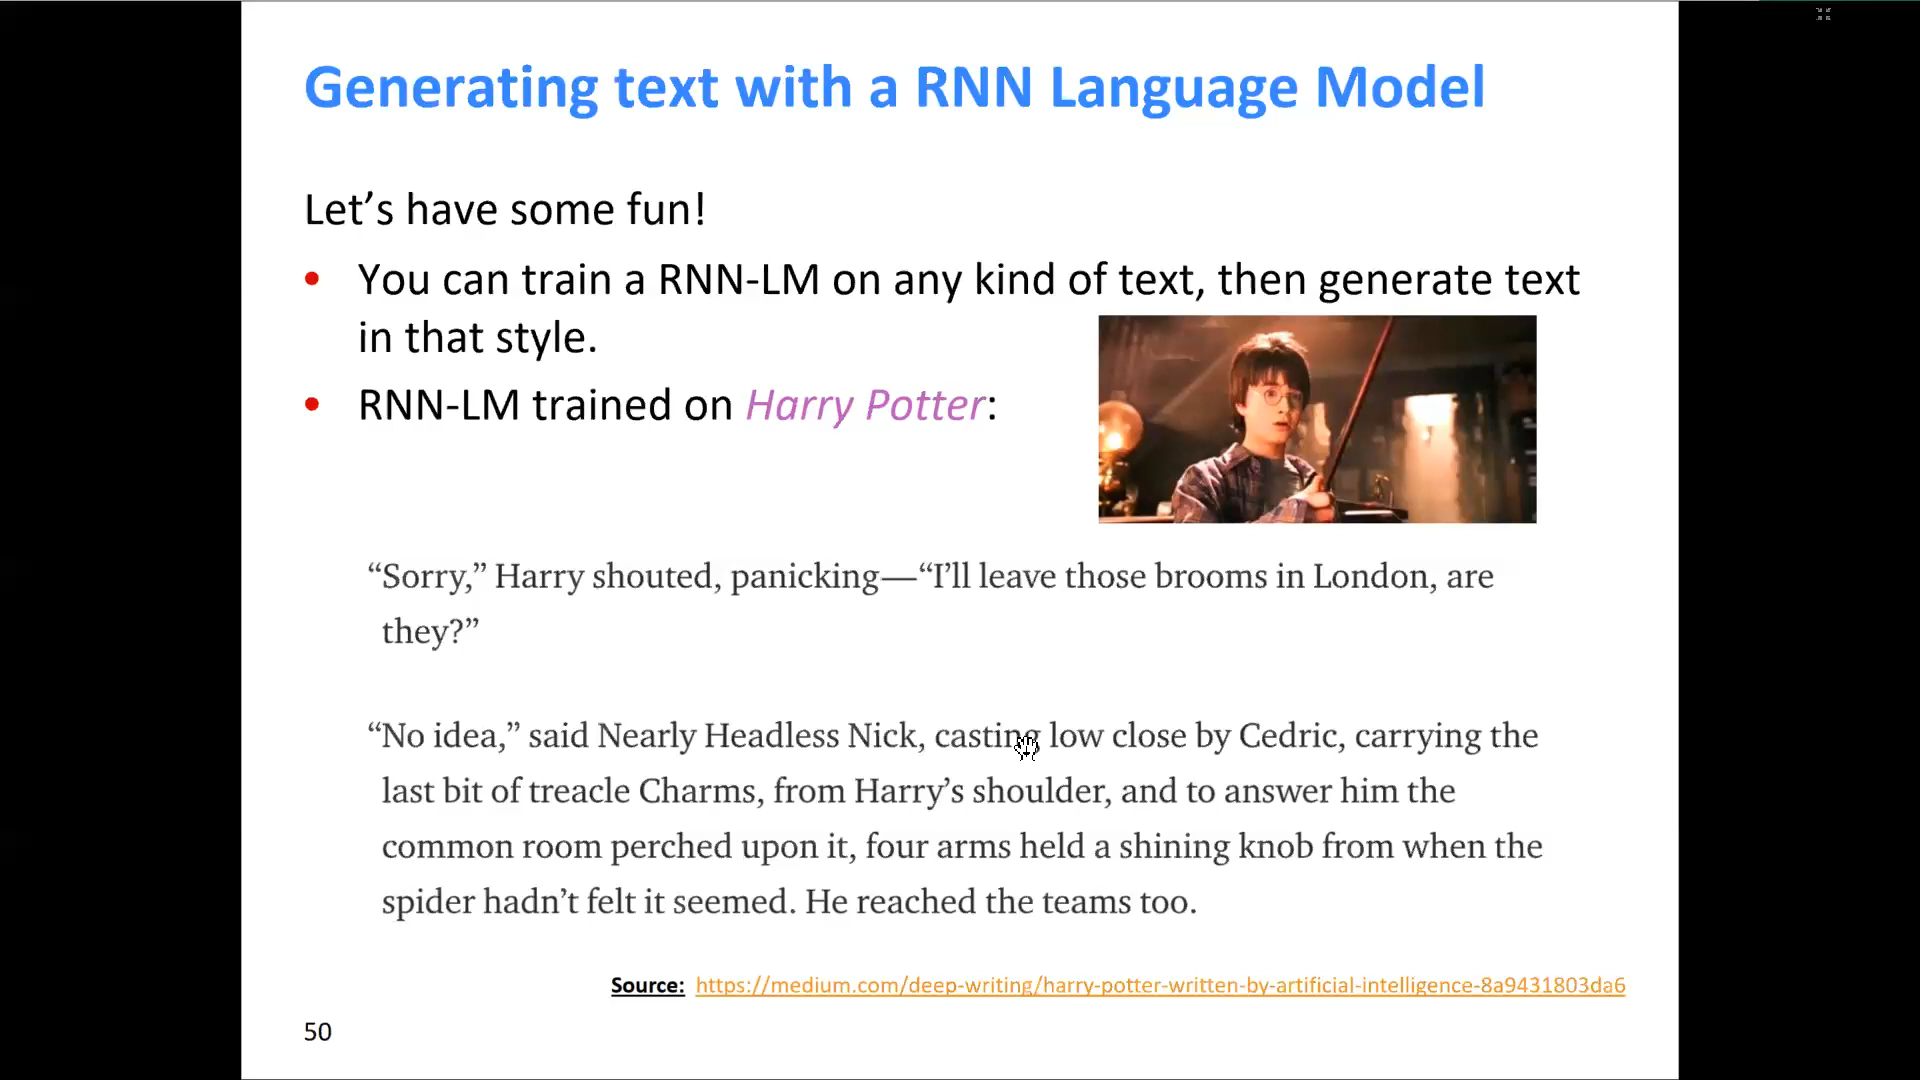 Generating text with a RNN Language Model
Let’s have some fun!
• You can train a RNN-LM on any kind of text, then generate text
in that style.
• RNN-LM trained on Harry Potter:
“Sorry,” Harry shouted, panicking—“I’ll leave those brooms in London, are
they?”
“No idea,” said Nearly Headless Nick, casting low close by Cedric, carrying the
last bit of treacle Charms, from Harry’s shoulder, and to answer him the
common room perched upon it, four arms held a shining knob from when the
spider hadn’t felt it seemed. He reached the teams too.
Source: https://medium.com/deep-writing/harry-potter-written-by-artificial-intelligence-8a9431803da6
50